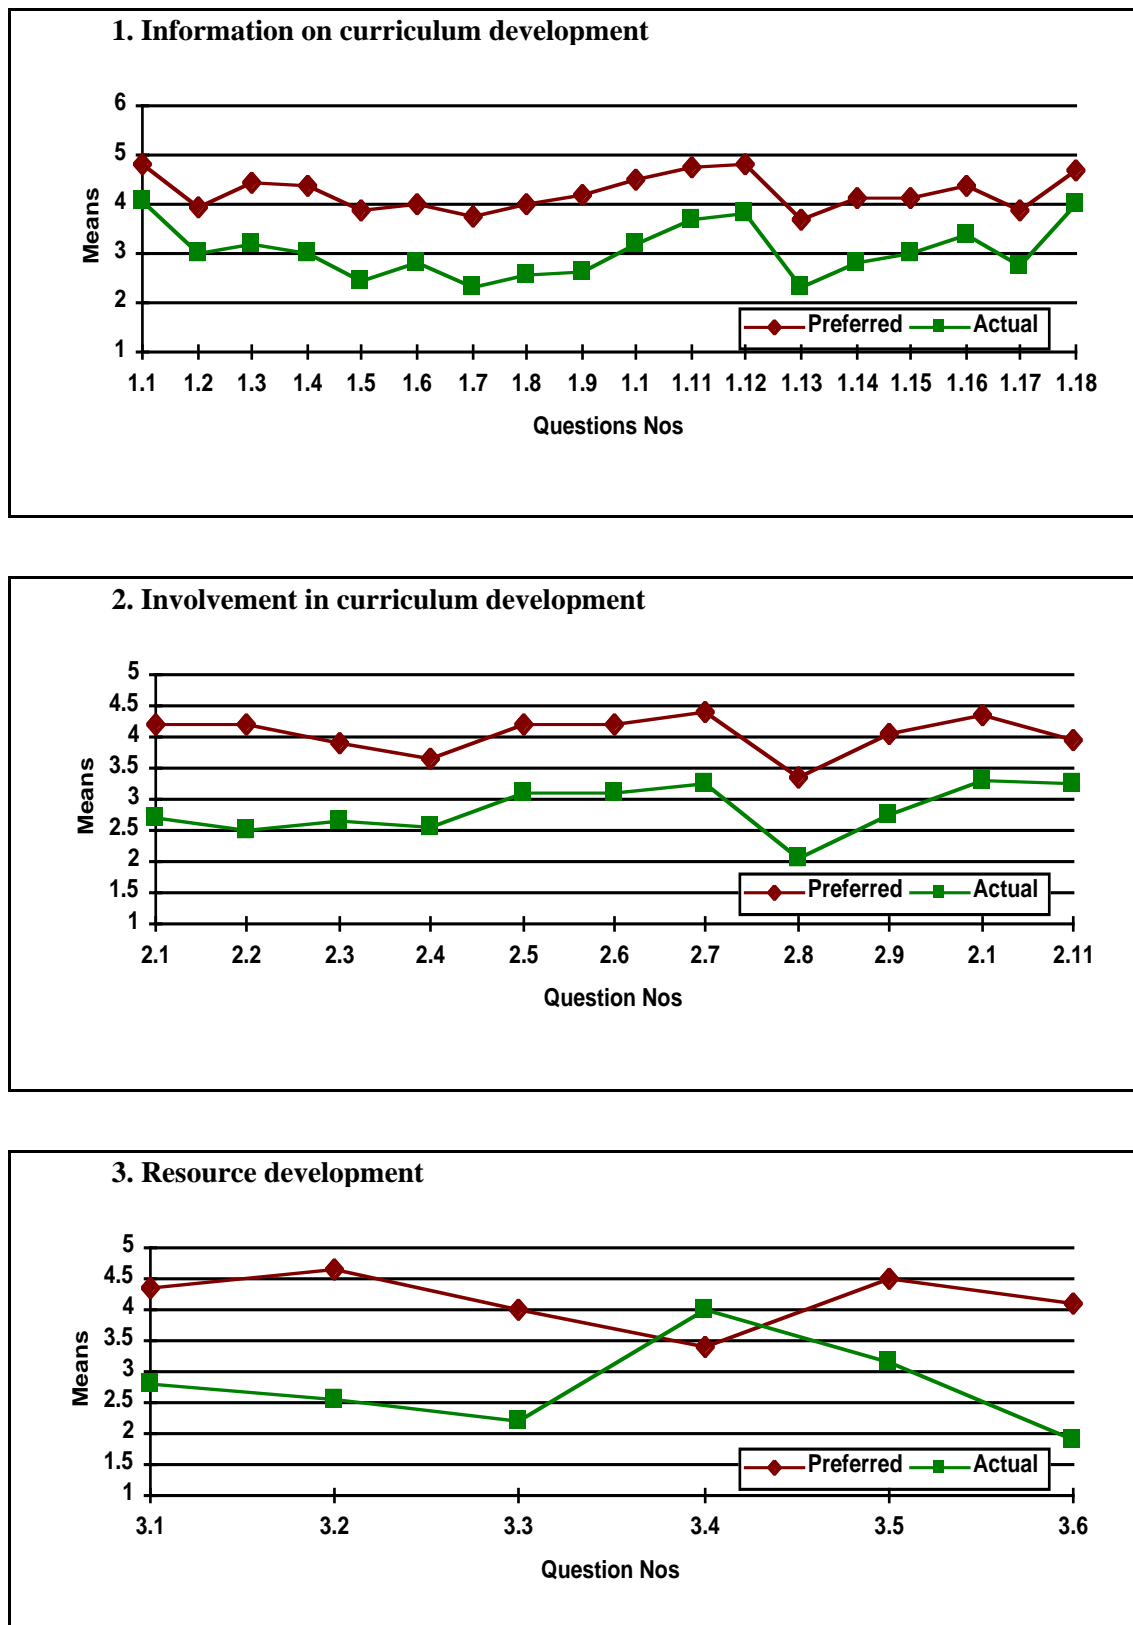 1. Information on curriculum development
6
5
4
3
2
1
Means
Preferred Actual
1.1 1.2 1.3 1.4 1.5 1.6 1.7 1.8 1.9 1.1 1.11 1.12 1.13 1.14 1.15 1.16 1.17 1.18
Questions Nos
2. Involvement in curriculum development
5
4.5
4
3.5
3
2.5
2
1.5
1
Means
Preferred Actual
2.1 2.2 2.3 2.4 2.5 2.6 2.7 2.8 2.9 2.1 2.11
Question Nos
3. Resource development
5
4.5
4
3.5
3
2.5
2
1.5
1
Means
Preferred Actual
3.1 3.2 3.3 3.4 3.5 3.6
Question Nos